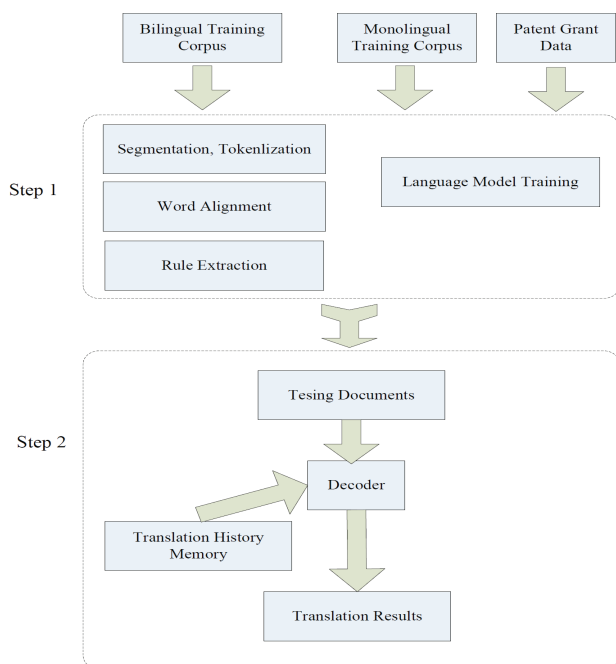 Bilingual Training
Corpus
Monolingual
Training Corpus
Patent Grant
Data
Step 1
Segmentation, Tokenlization
Word Alignment
Rule Extraction
Language Model Training
Step 2
Tesing Documents
Decoder
Translation History
Memory
Translation Results